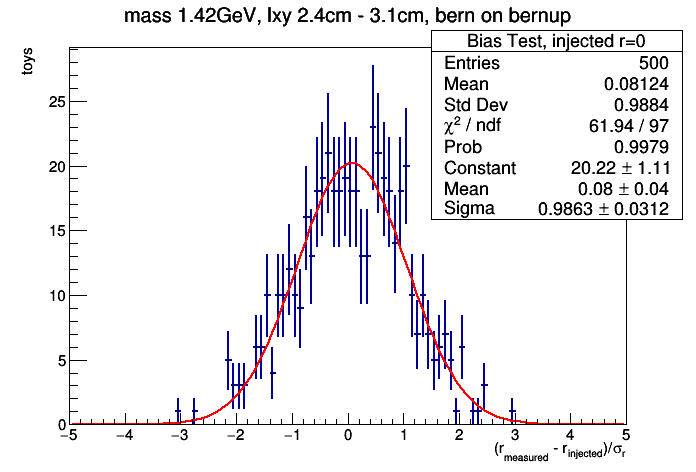 mass 1.42GeV, lxy 2.4cm - 3.1cm, bern on bernup
toys
Bias Test, injected r=0
Entries 500
Mean 0.08124
Std Dev 0.9884
χ² / ndf 61.94 / 97
Prob 0.9979
Constant 20.22 ± 1.11
Mean 0.08 ± 0.04
Sigma 0.9863 ± 0.0312
25
20
15
10
5
0
−5 −4 −3 −2 −1 0 1 2 3 4 5
(r_measured - r_injected)/σ_r